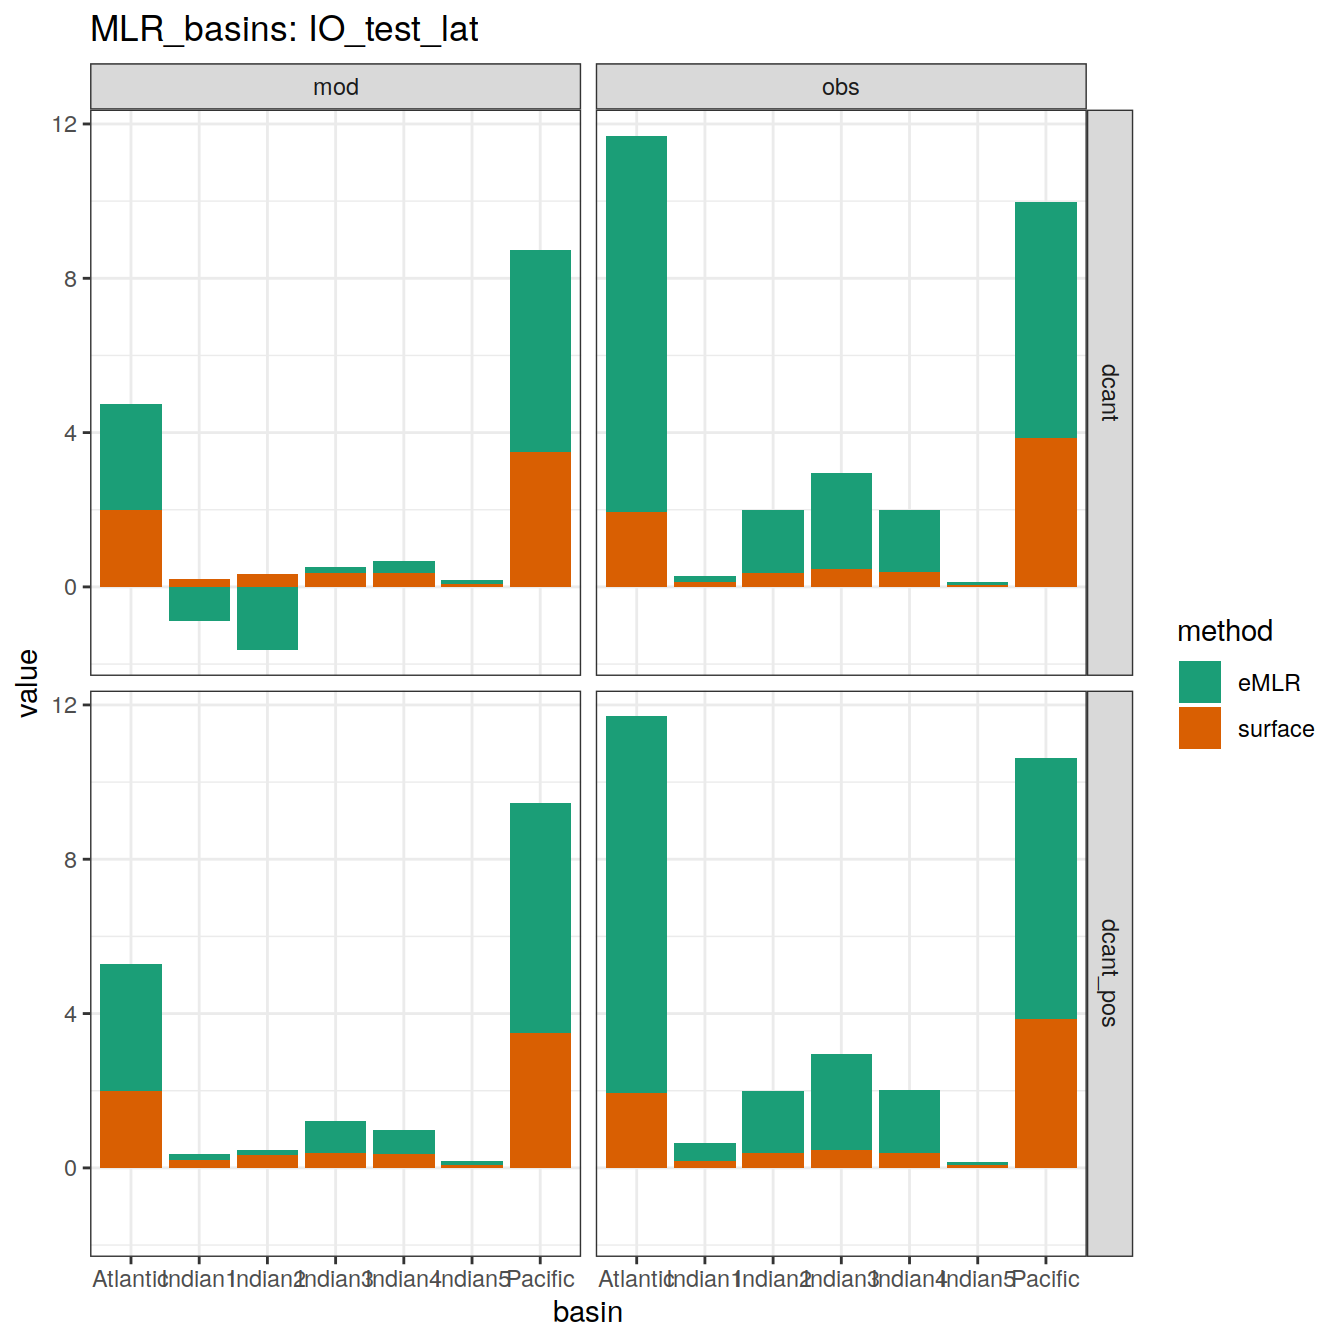 MLR_basins: IO_test_lat
mod
obs
12
8
4
0
dcant
12
8
4
0
dcant_pos
value
Atlantic Indian1 Indian2 Indian3 Indian4 Indian5 Pacific
Atlantic Indian1 Indian2 Indian3 Indian4 Indian5 Pacific
basin
method
eMLR
surface